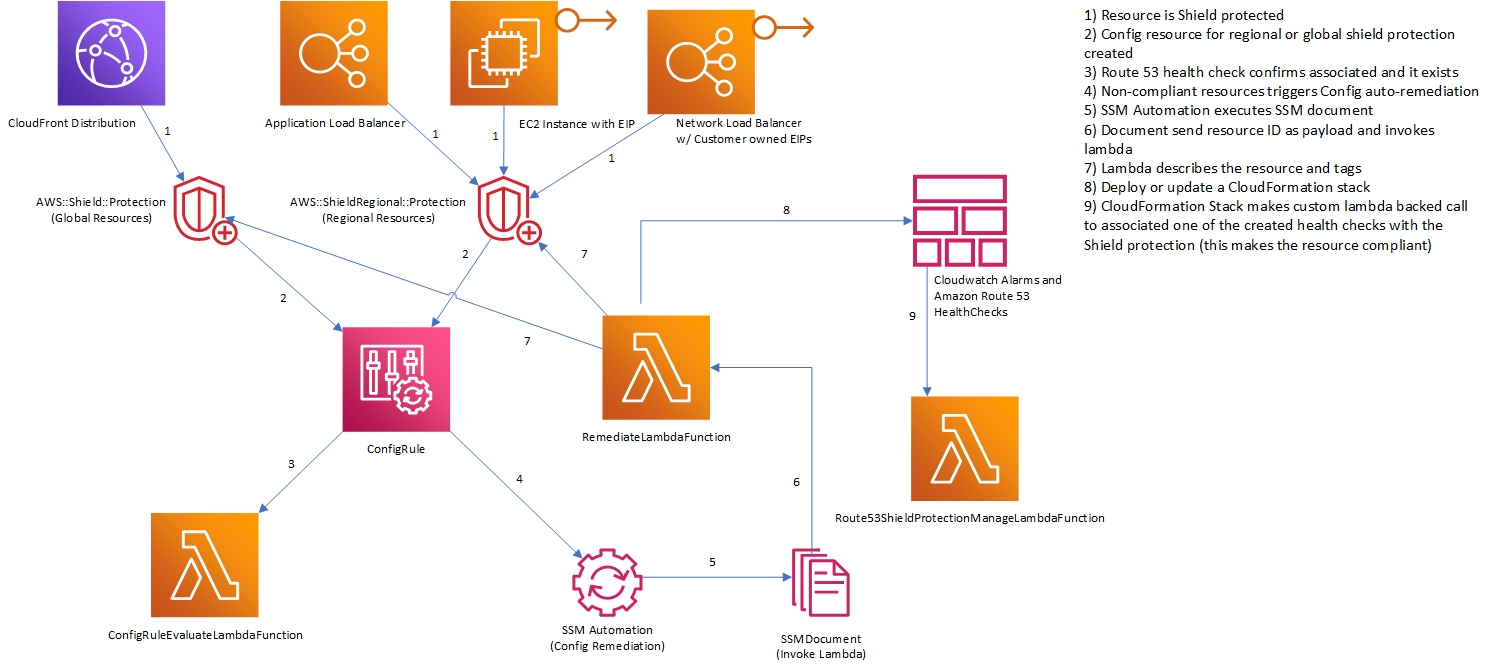 1) Resource is Shield protected
2) Config resource for regional or global shield protection
created
3) Route 53 health check confirms associated and it exists
4) Non-compliant resources triggers Config auto-remediation
5) SSM Automation executes SSM document
6) Document send resource ID as payload and invokes
lambda
7) Lambda describes the resource and tags
8) Deploy or update a CloudFormation stack
9) CloudFormation Stack makes custom lambda backed call
to associated one of the created health checks with the
Shield protection (this makes the resource compliant)
CloudFront Distribution
Application Load Balancer
EC2 Instance with EIP
Network Load Balancer
w/ Customer owned EIPs
1
1
1
1
AWS::Shield::Protection
(Global Resources)
AWS::ShieldRegional::Protection
(Regional Resources)
8
2
7
2
Cloudwatch Alarms and
Amazon Route 53
HealthChecks
9
7
ConfigRule
RemediateLambdaFunction
3
4
6
Route53ShieldProtectionManageLambdaFunction
5
ConfigRuleEvaluateLambdaFunction
SSM Automation
(Config Remediation)
SSMDocument
(Invoke Lambda)